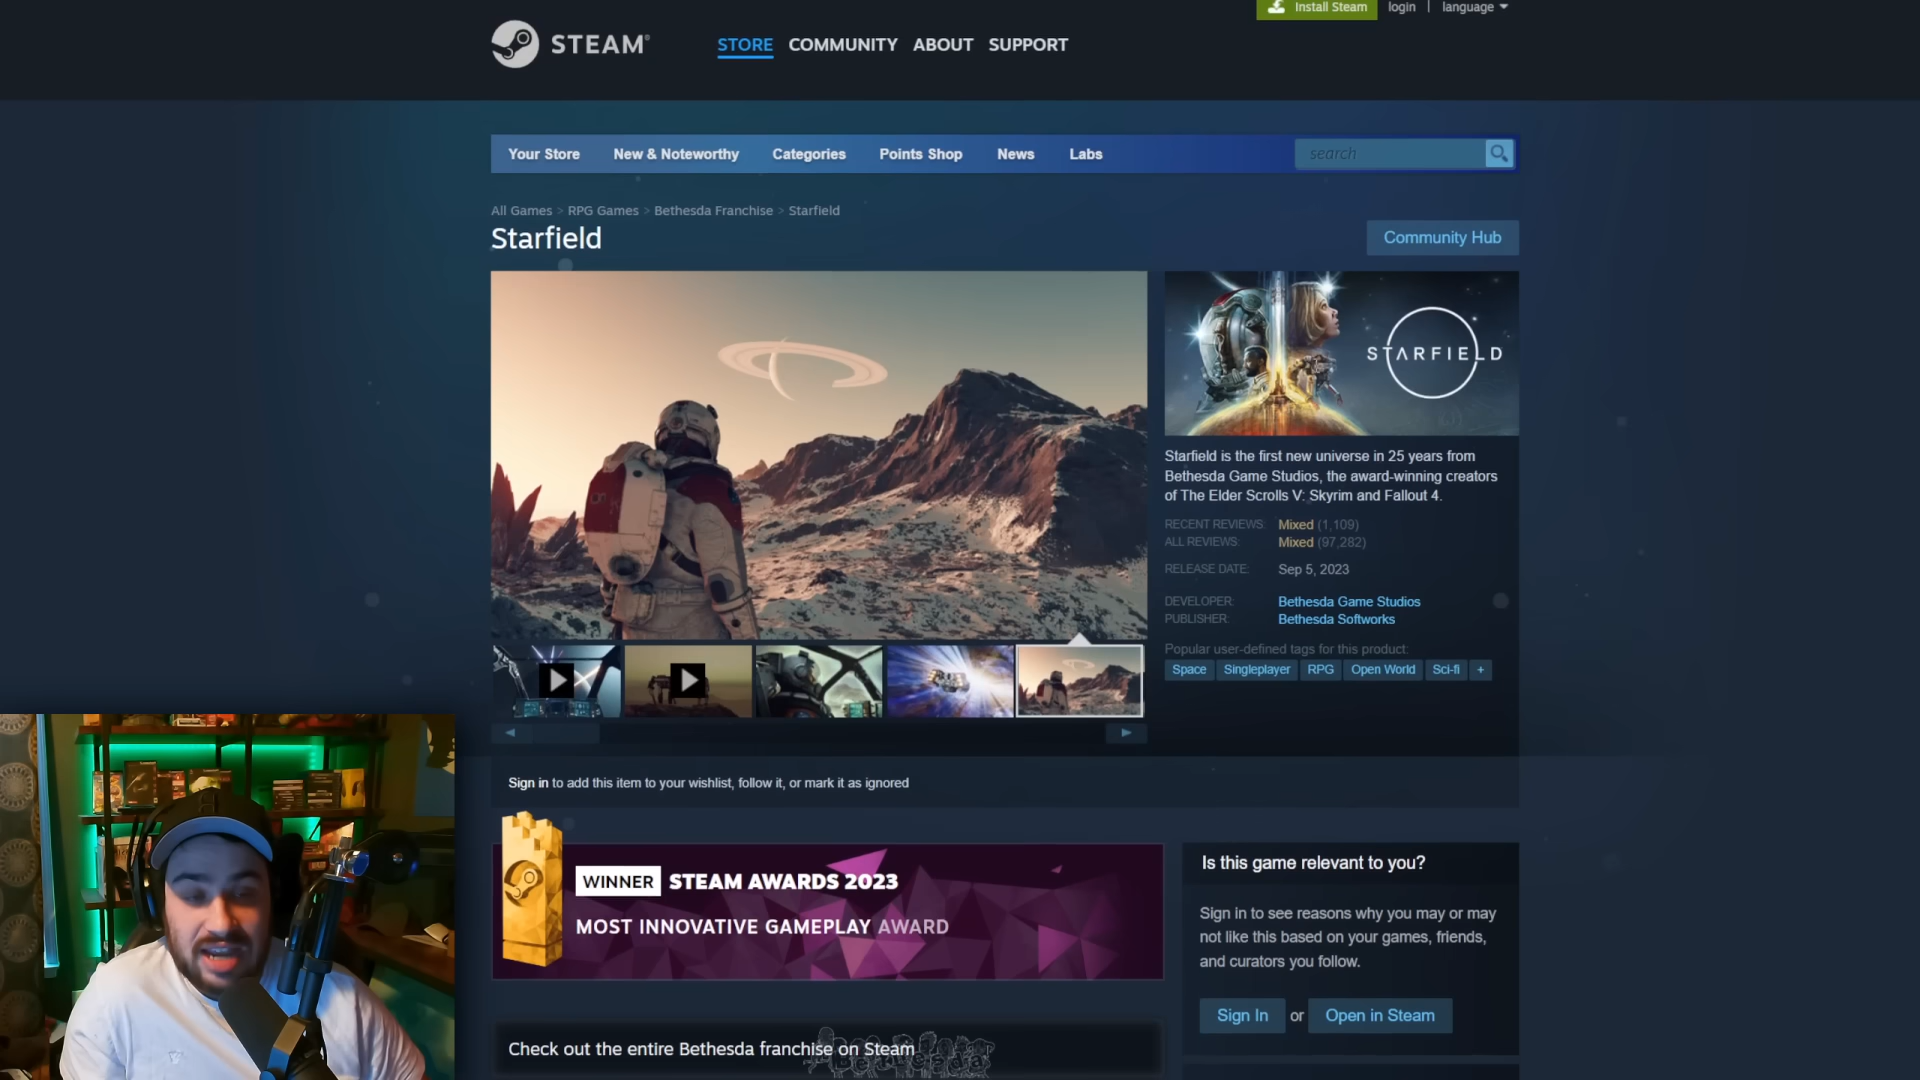 Install Steam login | language
STEAM®
STORE COMMUNITY ABOUT SUPPORT
Your Store New & Noteworthy Categories Points Shop News Labs
search
All Games > RPG Games > Bethesda Franchise > Starfield
Starfield
Community Hub
STARFIELD
Starfield is the first new universe in 25 years from
Bethesda Game Studios, the award-winning creators
of The Elder Scrolls V: Skyrim and Fallout 4.
RECENT REVIEWS: Mixed (1,109)
ALL REVIEWS: Mixed (97,282)
RELEASE DATE: Sep 5, 2023
DEVELOPER: Bethesda Game Studios
PUBLISHER: Bethesda Softworks
Popular user-defined tags for this product:
Space Singleplayer RPG Open World Sci-fi +
Sign in to add this item to your wishlist, follow it, or mark it as ignored
WINNER STEAM AWARDS 2023
MOST INNOVATIVE GAMEPLAY AWARD
Is this game relevant to you?
Sign in to see reasons why you may or may
not like this based on your games, friends,
and curators you follow.
Sign In or Open in Steam
Check out the entire Bethesda franchise on Steam